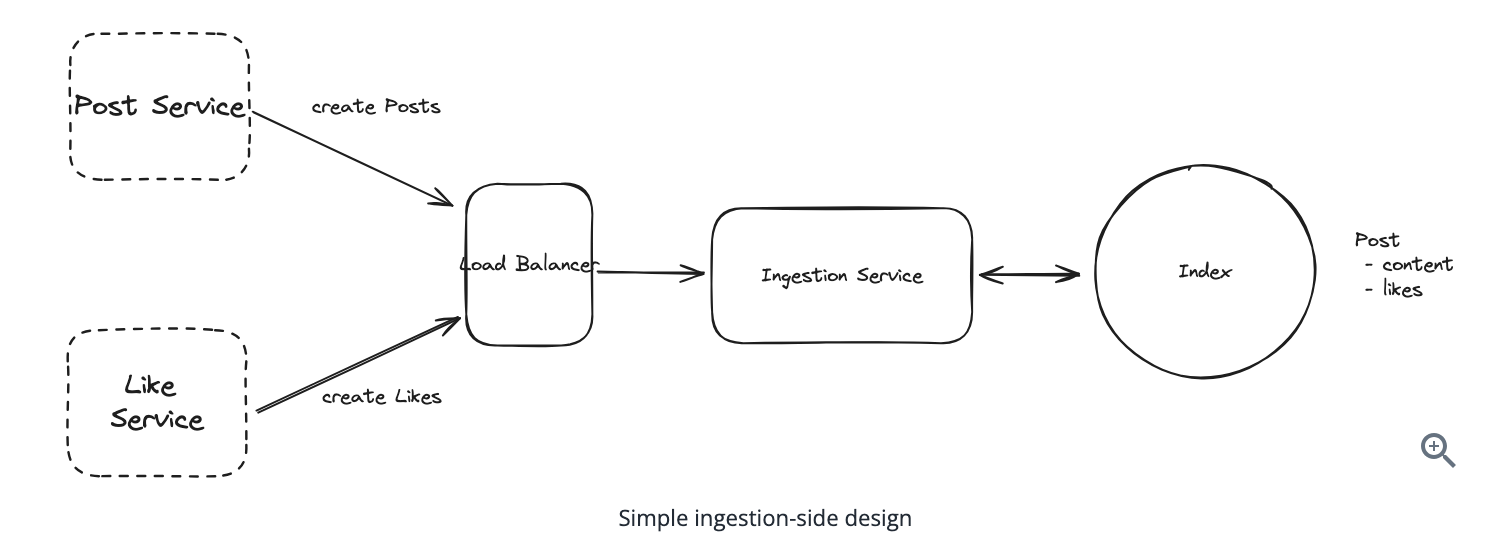 Post Service
create Posts
Load Balancer
Ingestion Service
Index
Post
- content
- likes
Like
Service
create Likes
Simple ingestion-side design